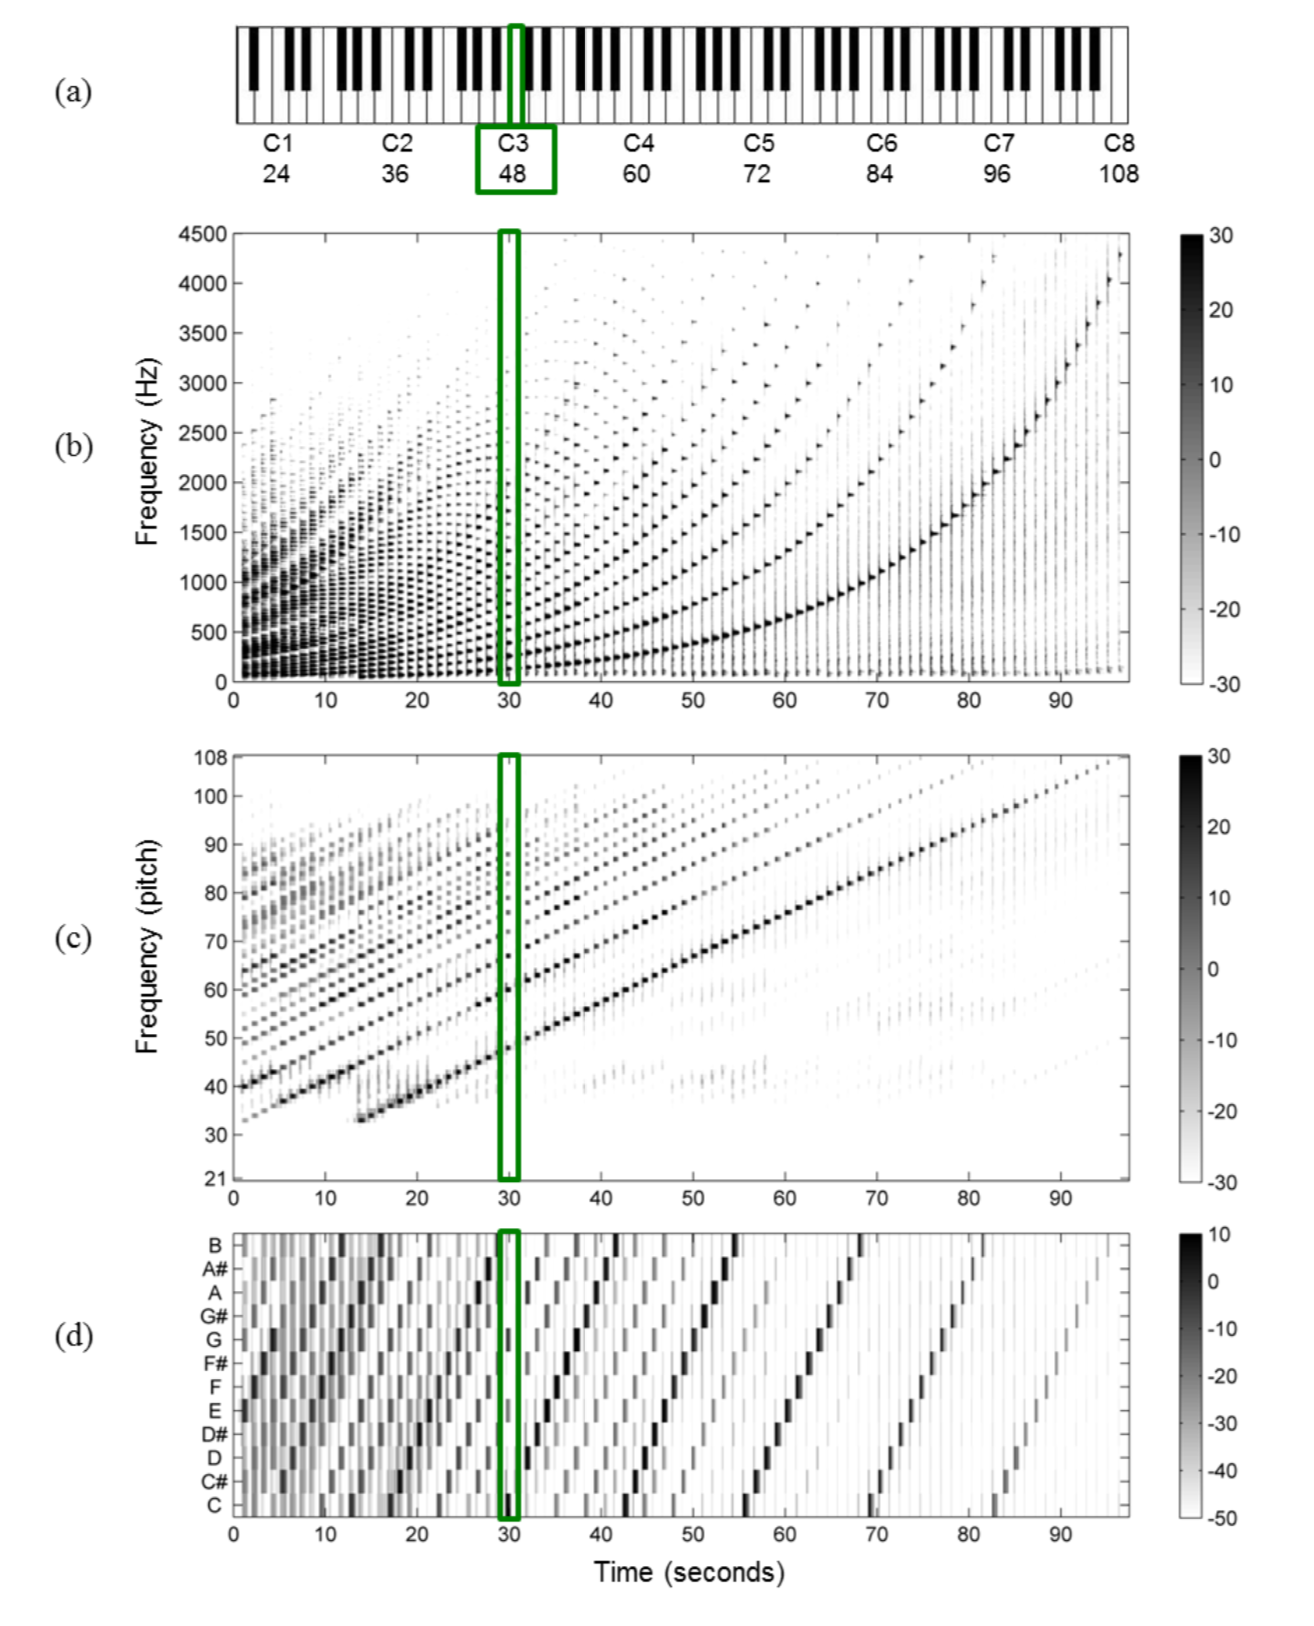 (a)
C1 C2 C3 C4 C5 C6 C7 C8
24 36 48 60 72 84 96 108
(b)
Frequency (Hz)
4500
4000
3500
3000
2500
2000
1500
1000
500
0
0 10 20 30 40 50 60 70 80 90
30
20
10
0
-10
-20
-30
(c)
Frequency (pitch)
108
100
90
80
70
60
50
40
30
21
0 10 20 30 40 50 60 70 80 90
30
20
10
0
-10
-20
-30
(d)
B
A#
A
G#
G
F#
F
E
D#
D
C#
C
0 10 20 30 40 50 60 70 80 90
10
0
-10
-20
-30
-40
-50
Time (seconds)